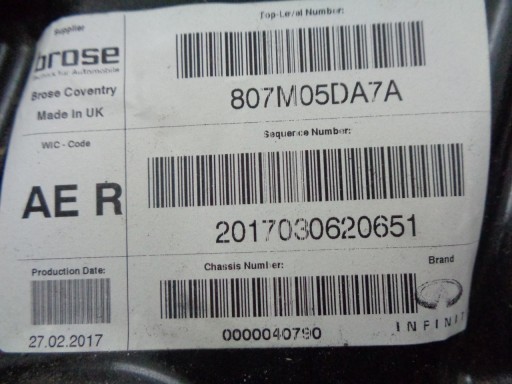 Supplier
brose
Brose Coventry
Made in UK
WIC - Code
AE R
Production Date:
27.02.2017
Top-Level Number:
807M05DA7A
Sequence Number:
2017030620651
Chassis Number:
0000040790
Brand
INFINIT